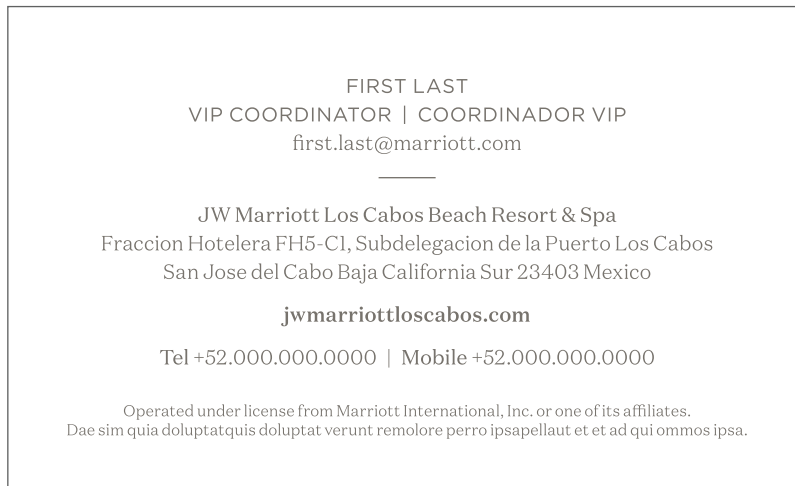 FIRST LAST
VIP COORDINATOR | COORDINADOR VIP
first.last@marriott.com
JW Marriott Los Cabos Beach Resort & Spa
Fraccion Hotelera FH5-C1, Subdelegacion de la Puerto Los Cabos
San Jose del Cabo Baja California Sur 23403 Mexico
jwmarriottloscabos.com
Tel +52.000.000.0000 | Mobile +52.000.000.0000
Operated under license from Marriott International, Inc. or one of its affiliates.
Dae sim quia doluptatquis doluptat verunt remolore perro ipsapellaut et et ad qui ommos ipsa.